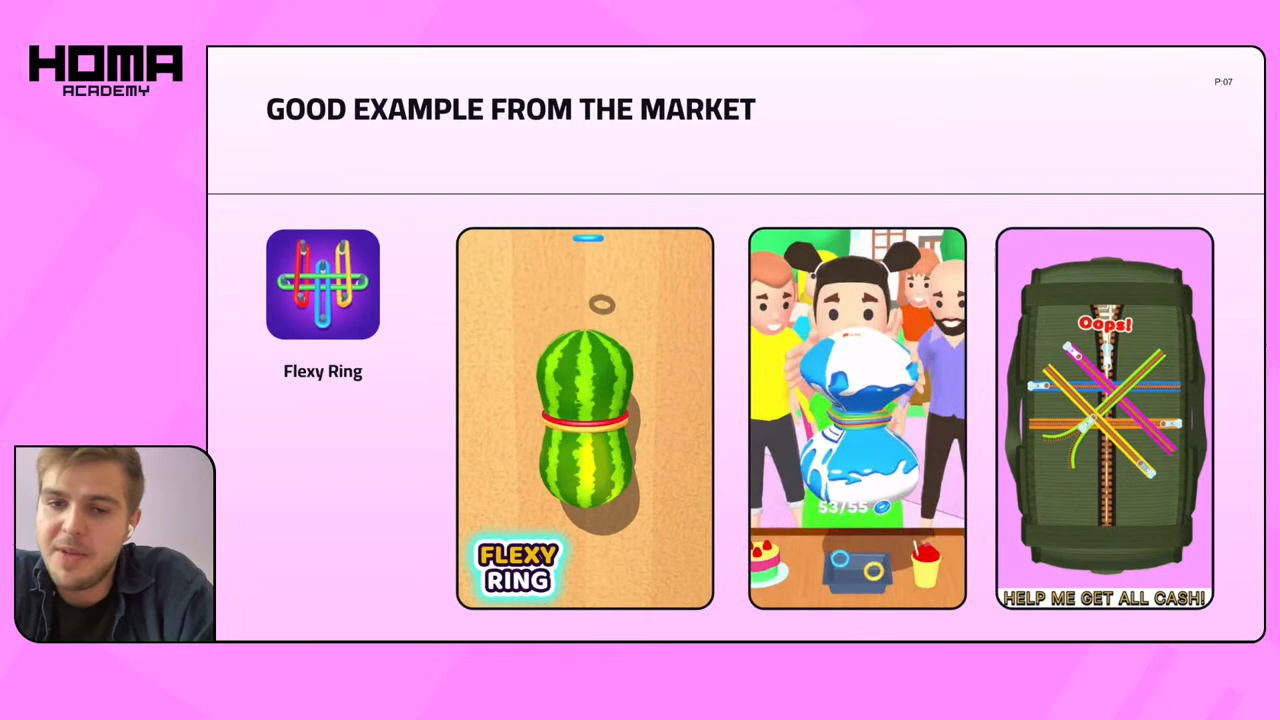 HOMA
ACADEMY
P:07
GOOD EXAMPLE FROM THE MARKET
Flexy Ring
FLEXY
RING
53/55
Oops!
HELP ME GET ALL CASH!